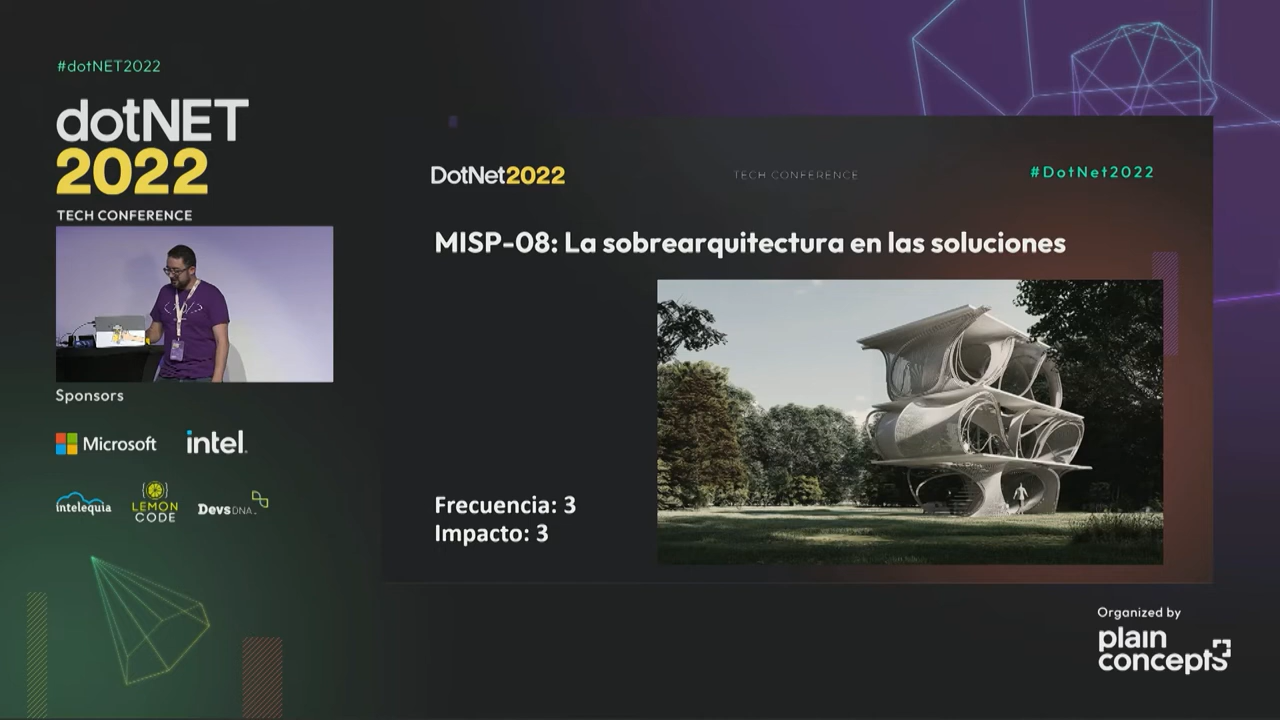 #dotNET2022
dotNET
2022
TECH CONFERENCE
Sponsors
Microsoft
intel.
intelequia
LEMON
CODE
DevsDNA
DotNet2022
TECH CONFERENCE
#DotNet2022
MISP-08: La sobrearquitectura en las soluciones
Frecuencia: 3
Impacto: 3
Organized by
plain
concepts